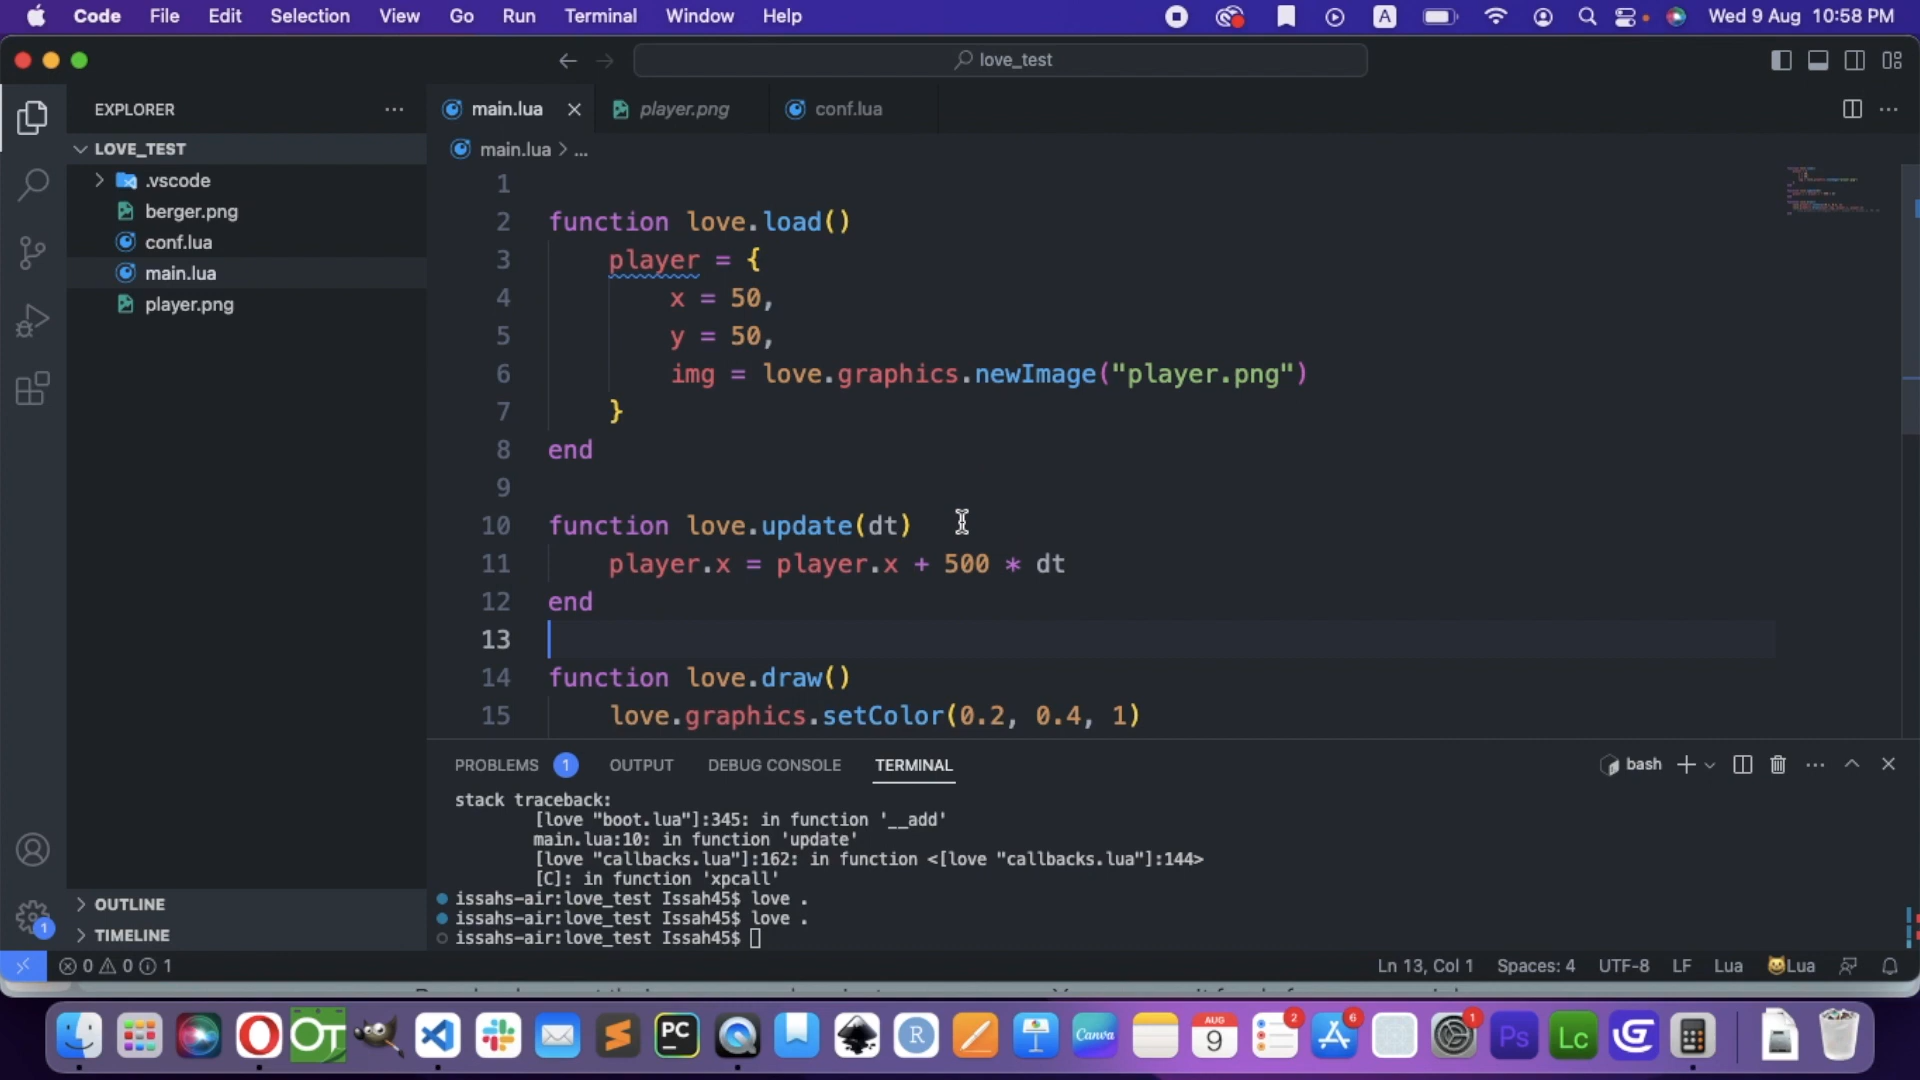 Code File Edit Selection View Go Run Terminal Window Help A Wed 9 Aug 10:58 PM
love_test
EXPLORER
main.lua player.png conf.lua
LOVE_TEST
main.lua > ...
.vscode
berger.png
conf.lua
main.lua
player.png
1
2 function love.load()
3 player = {
4 x = 50,
5 y = 50,
6 img = love.graphics.newImage("player.png")
7 }
8 end
9
10 function love.update(dt)
11 player.x = player.x + 500 * dt
12 end
13
14 function love.draw()
15 love.graphics.setColor(0.2, 0.4, 1)
PROBLEMS 1 OUTPUT DEBUG CONSOLE TERMINAL bash
stack traceback:
[love "boot.lua"]:345: in function '__add'
main.lua:10: in function 'update'
[love "callbacks.lua"]:162: in function <[love "callbacks.lua"]:144>
[C]: in function 'xpcall'
issahs-air:love_test Issah45$ love .
issahs-air:love_test Issah45$ love .
issahs-air:love_test Issah45$
OUTLINE
1
TIMELINE
0 0 1 Ln 13, Col 1 Spaces: 4 UTF-8 LF Lua Lua
OT PC R Canva AUG 9 2 6 1 Ps Lc